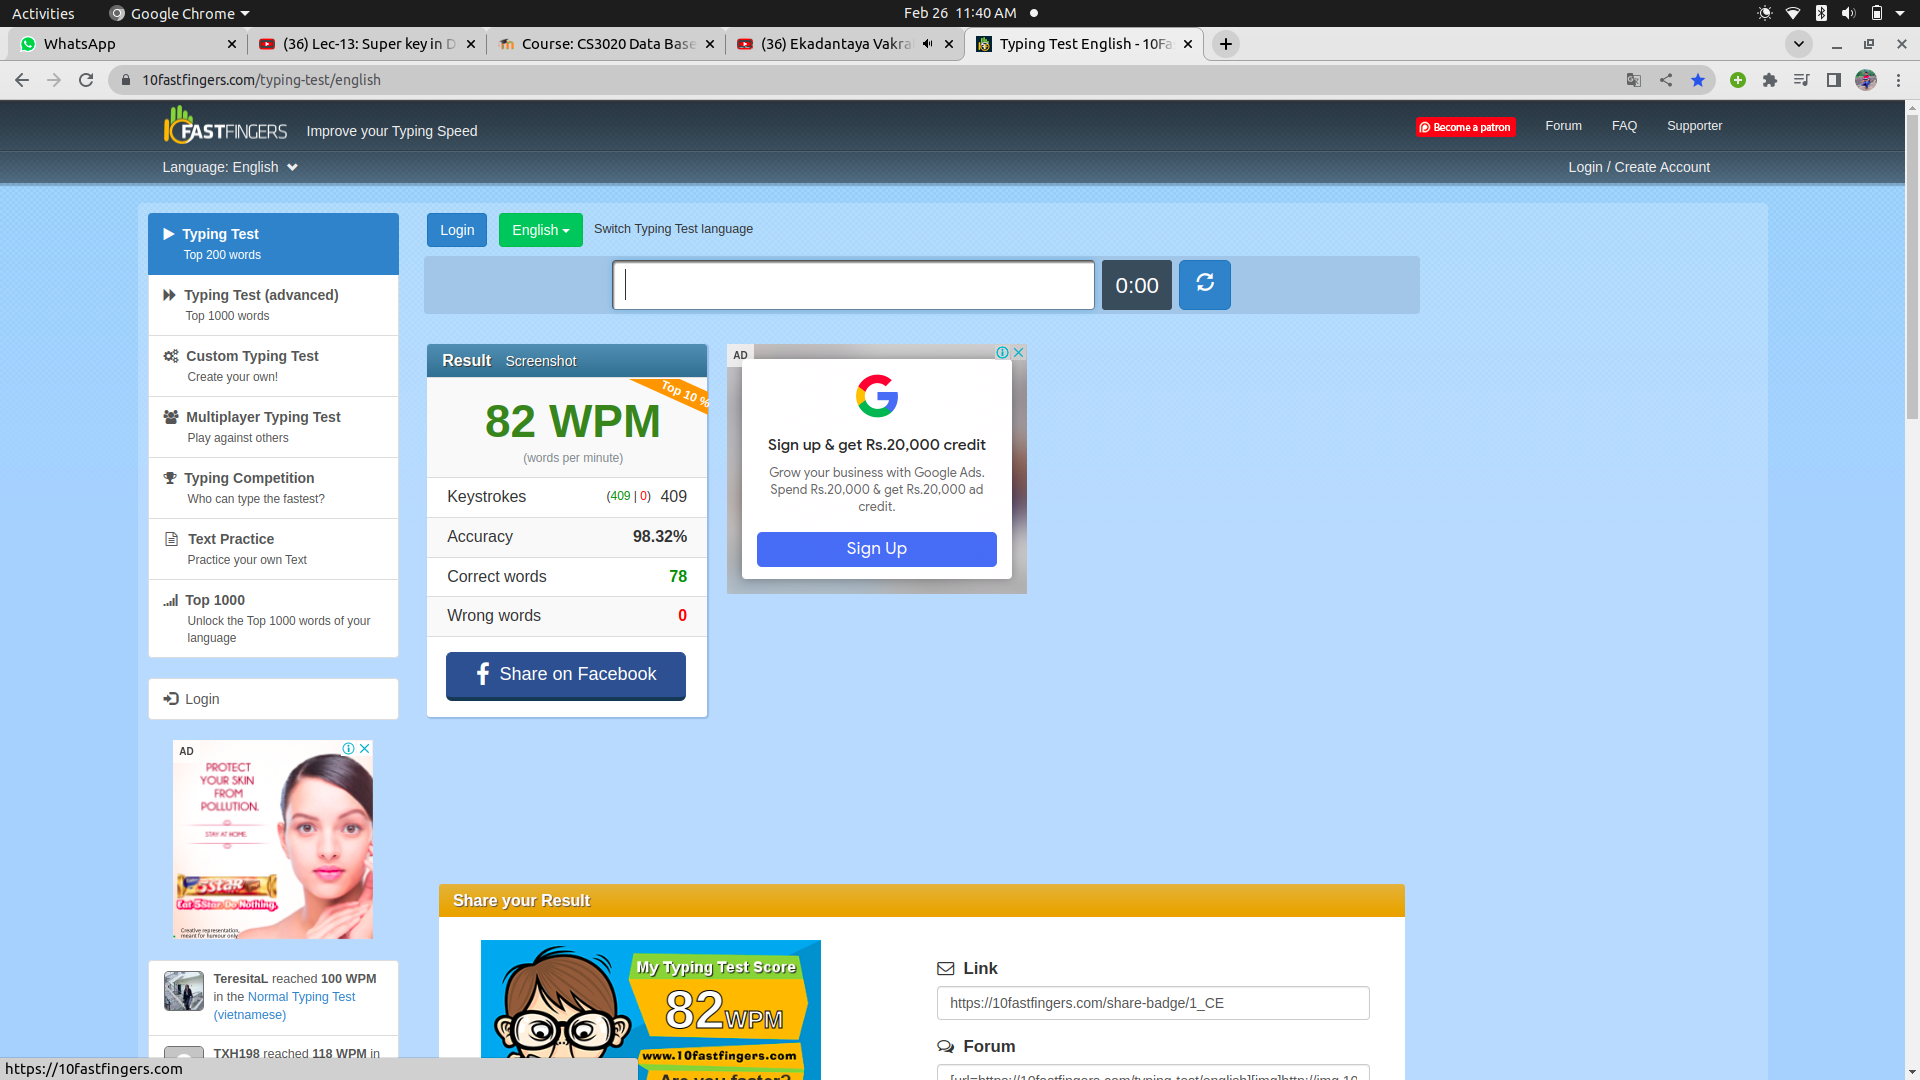 Activities
Google Chrome
Feb 26 11:40 AM
WhatsApp
(36) Lec-13: Super key in D
Course: CS3020 Data Base
(36) Ekadantaya Vakra
Typing Test English - 10Fa
10fastfingers.com/typing-test/english
10FASTFINGERS
Improve your Typing Speed
Become a patron
Forum
FAQ
Supporter
Language: English
Login / Create Account
Typing Test
Top 200 words
Typing Test (advanced)
Top 1000 words
Custom Typing Test
Create your own!
Multiplayer Typing Test
Play against others
Typing Competition
Who can type the fastest?
Text Practice
Practice your own Text
Top 1000
Unlock the Top 1000 words of your
language
Login
AD
PROTECT
YOUR SKIN
FROM
POLLUTION.
STAY AT HOME.
5STAR
Eat 5Star Do Nothing.
Creative representation,
meant for humour only
TeresitaL reached 100 WPM
in the Normal Typing Test
(vietnamese)
TXH198 reached 118 WPM in
Login
English
Switch Typing Test language
0:00
Result Screenshot
Top 10 %
82 WPM
(words per minute)
Keystrokes (409 | 0) 409
Accuracy 98.32%
Correct words 78
Wrong words 0
Share on Facebook
AD
Sign up & get Rs.20,000 credit
Grow your business with Google Ads.
Spend Rs.20,000 & get Rs.20,000 ad
credit.
Sign Up
Share your Result
My Typing Test Score
82 WPM
www.10fastfingers.com
Are you faster?
Link
https://10fastfingers.com/share-badge/1_CE
Forum
[url=https://10fastfingers.com/typing-test/english][img]http://img.10
https://10fastfingers.com